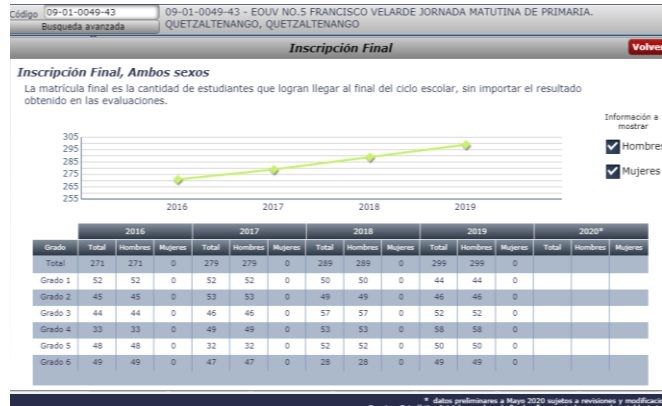 Código 09-01-0049-43 09-01-0049-43 - EOUV NO.5 FRANCISCO VELARDE JORNADA MATUTINA DE PRIMARIA.
Busqueda avanzada QUETZALTENANGO, QUETZALTENANGO
Inscripción Final Volver
Inscripción Final, Ambos sexos
La matrícula final es la cantidad de estudiantes que logran llegar al final del ciclo escolar, sin importar el resultado
obtenido en las evaluaciones.
Información a
mostrar
Hombres
Mujeres
305
295
285
275
265
255
2016 2017 2018 2019
2016 2017 2018 2019 2020*
Grado Total Hombres Mujeres Total Hombres Mujeres Total Hombres Mujeres Total Hombres Mujeres Total Hombres Mujeres
Total 271 271 0 279 279 0 289 289 0 299 299 0
Grado 1 52 52 0 52 52 0 50 50 0 44 44 0
Grado 2 45 45 0 53 53 0 49 49 0 46 46 0
Grado 3 44 44 0 46 46 0 57 57 0 52 52 0
Grado 4 33 33 0 49 49 0 53 53 0 58 58 0
Grado 5 48 48 0 32 32 0 52 52 0 50 50 0
Grado 6 49 49 0 47 47 0 28 28 0 49 49 0
* datos preliminares a Mayo 2020 sujetos a revisiones y modificacio